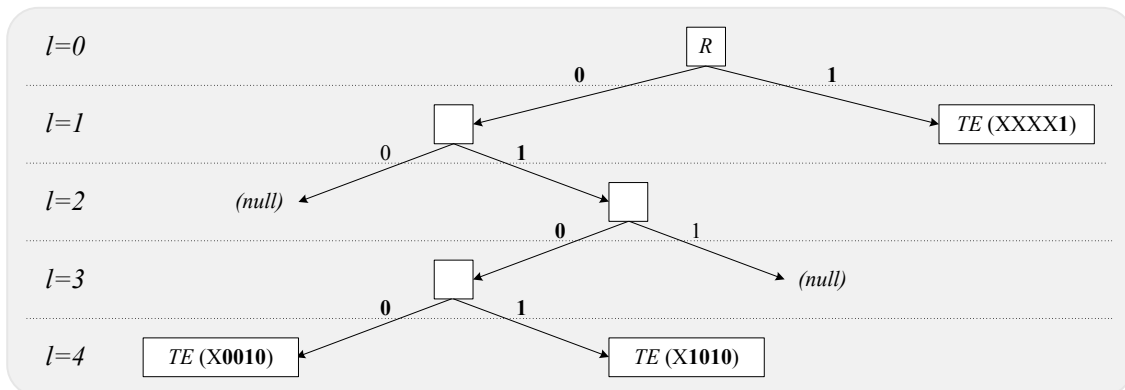 l=0
R
0
1
l=1
TE (XXXX1)
0
1
l=2
(null)
0
1
l=3
(null)
0
1
l=4
TE (X0010)
TE (X1010)